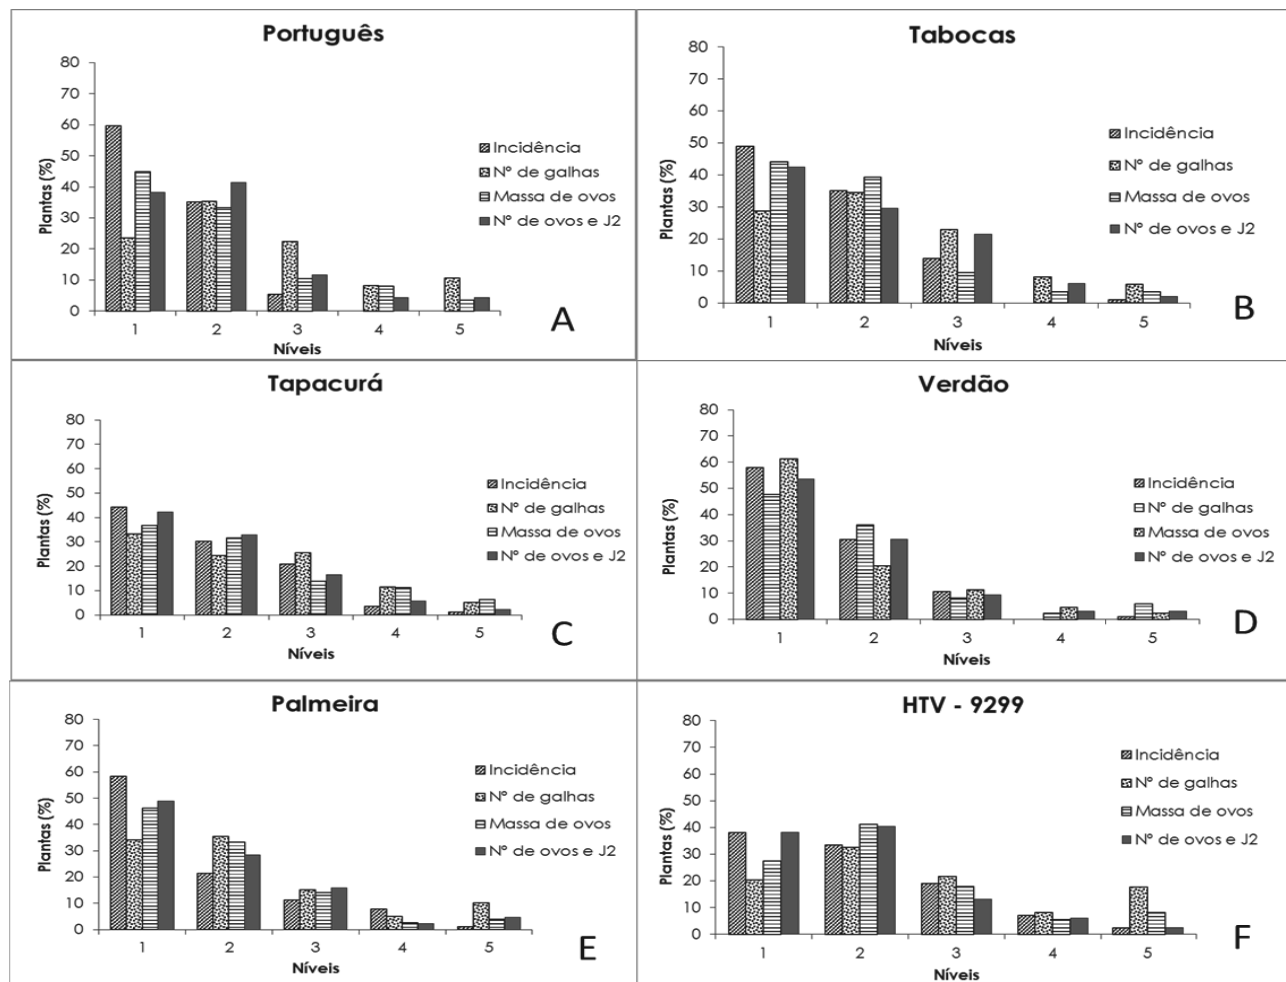 Português
80
70
60
50
40
30
20
10
0
Plantas (%)
Incidência
Nº de galhas
Massa de ovos
Nº de ovos e J2
1 2 3 4 5
Níveis
A
Tabocas
80
70
60
50
40
30
20
10
0
Plantas (%)
Incidência
Nº de galhas
Massa de ovos
Nº de ovos e J2
1 2 3 4 5
Níveis
B
Tapacurá
80
70
60
50
40
30
20
10
0
Plantas (%)
Incidência
Nº de galhas
Massa de ovos
Nº de ovos e J2
1 2 3 4 5
Níveis
C
Verdão
80
70
60
50
40
30
20
10
0
Plantas (%)
Incidência
Nº de galhas
Massa de ovos
Nº de ovos e J2
1 2 3 4 5
Níveis
D
Palmeira
80
70
60
50
40
30
20
10
0
Plantas (%)
Incidência
Nº de galhas
Massa de ovos
Nº de ovos e J2
1 2 3 4 5
Níveis
E
HTV - 9299
80
70
60
50
40
30
20
10
0
Plantas (%)
Incidência
Nº de galhas
Massa de ovos
Nº de ovos e J2
1 2 3 4 5
Níveis
F